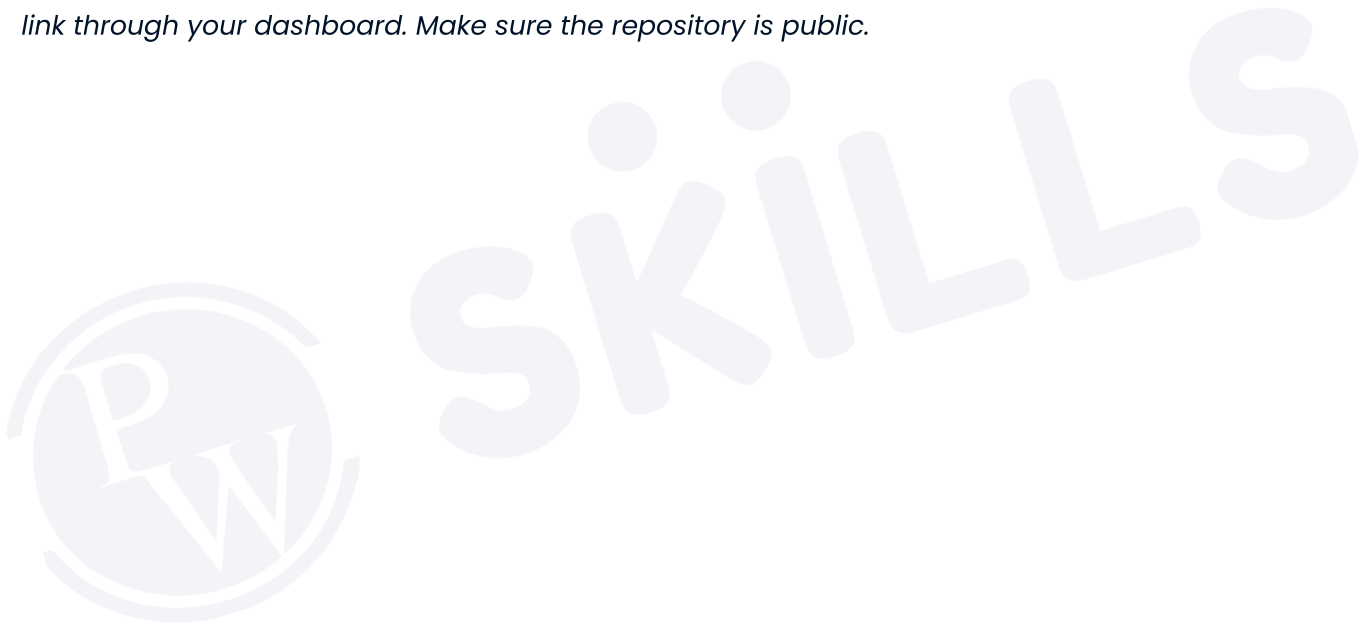 link through your dashboard. Make sure the repository is public.
PW SKiLLS